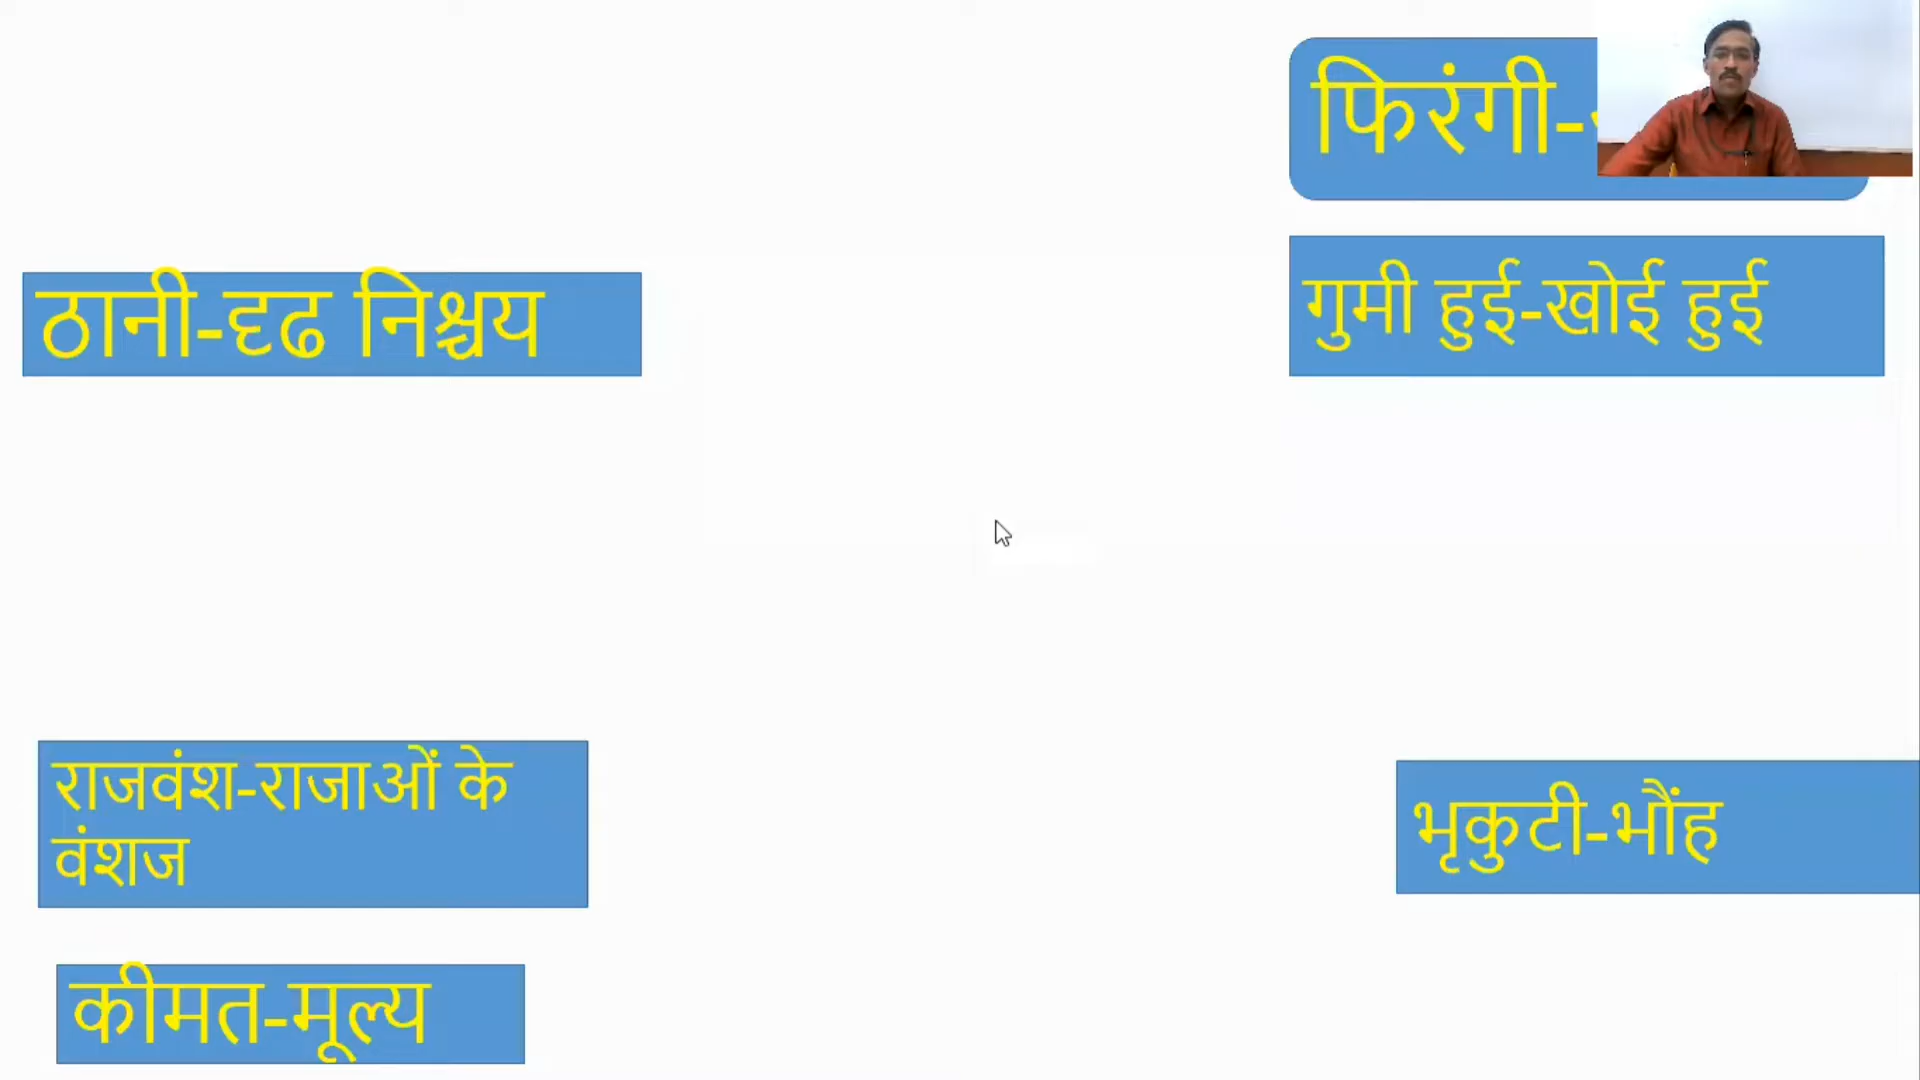 फिरंगी-
ठानी-दृढ निश्चय
गुमी हुई-खोई हुई
राजवंश-राजाओं के
वंशज
भृकुटी-भौंह
कीमत-मूल्य